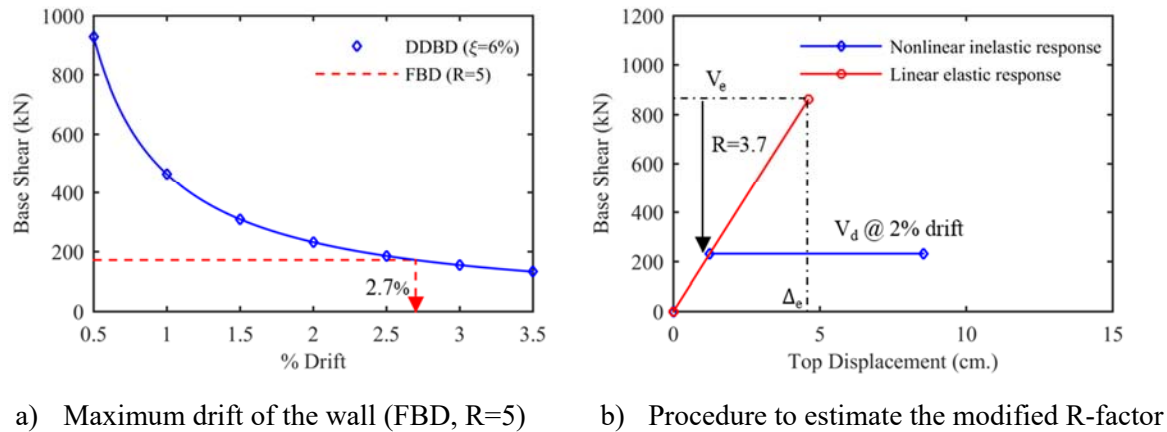 1000
800
600
400
200
0
Base Shear (kN)
DDBD (ξ=6%)
FBD (R=5)
2.7%
0.5 1 1.5 2 2.5 3 3.5
% Drift
a) Maximum drift of the wall (FBD, R=5)
1200
1000
800
600
400
200
0
Base Shear (kN)
Nonlinear inelastic response
Linear elastic response
Vₑ
R=3.7
V_d @ 2% drift
Δₑ
0 5 10 15
Top Displacement (cm.)
b) Procedure to estimate the modified R-factor